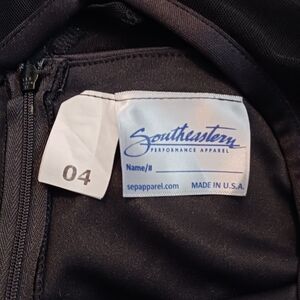 04
Southeastern
PERFORMANCE APPAREL
Name/#
sepapparel.com MADE IN U.S.A.